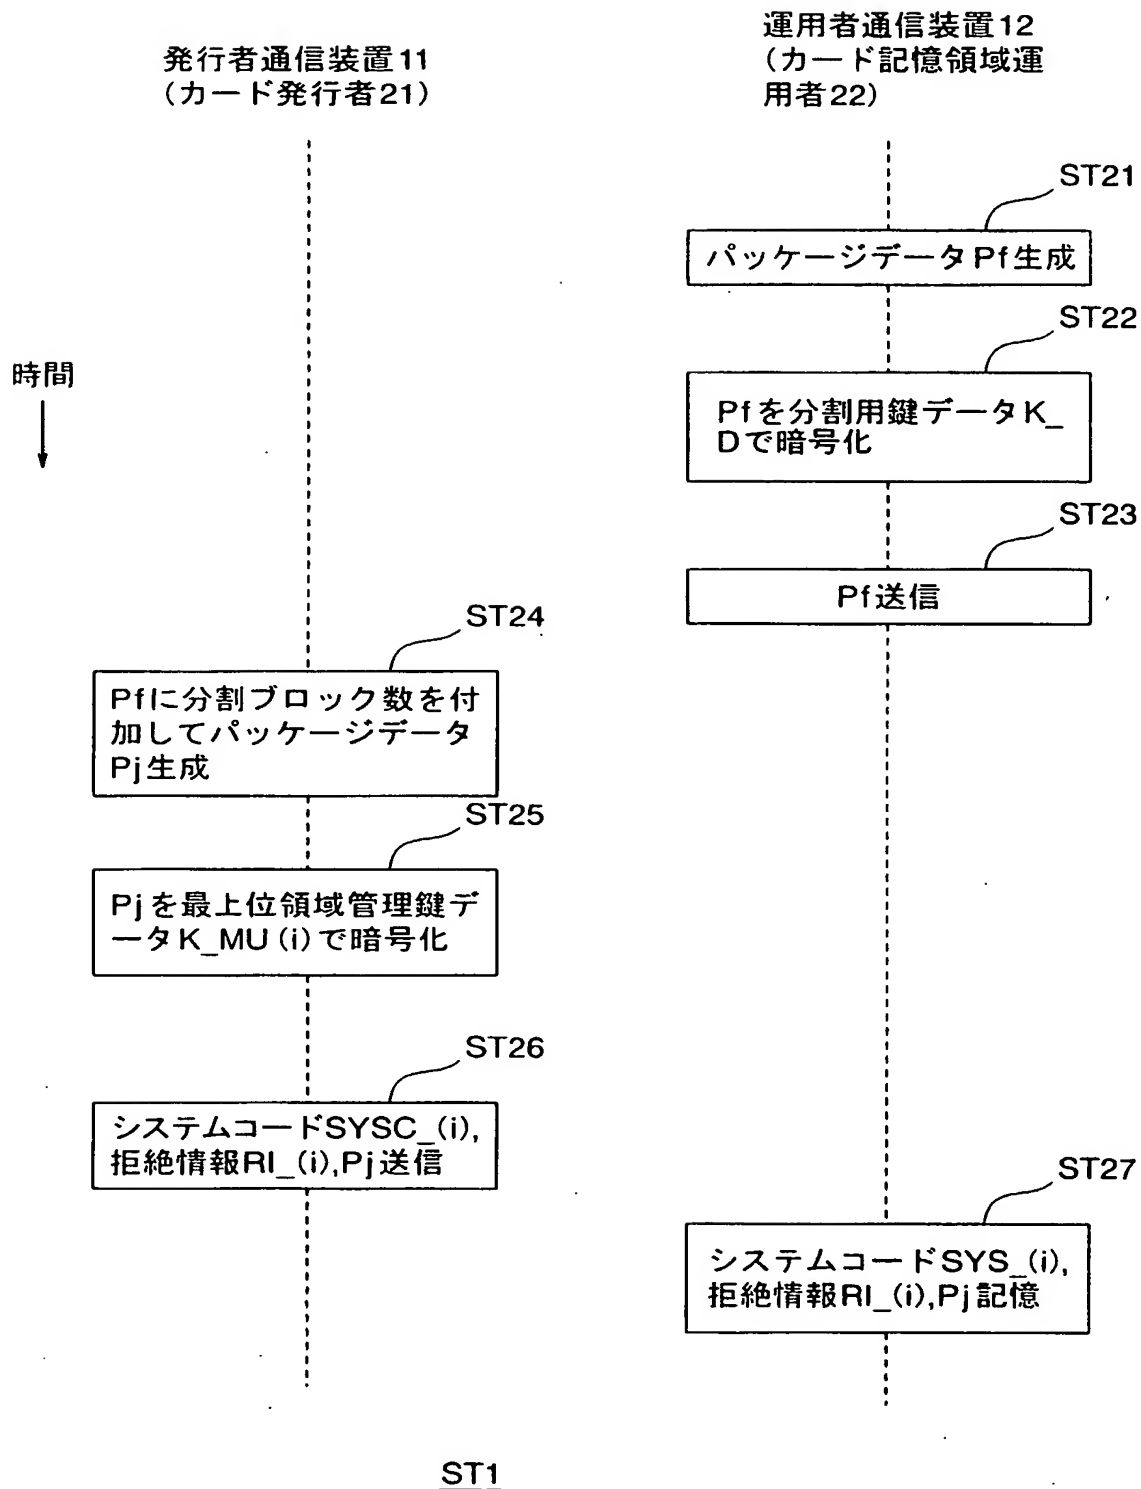 発行者通信装置11
(カード発行者21)
運用者通信装置12
(カード記憶領域運
用者22)
ST21
パッケージデータPf生成
ST22
時間
Pfを分割用鍵データK_
Dで暗号化
ST23
Pf送信
ST24
Pfに分割ブロック数を付
加してパッケージデータ
Pj生成
ST25
Pjを最上位領域管理鍵デ
ータK_MU(i)で暗号化
ST26
システムコードSYSC_(i),
拒絶情報RI_(i),Pj送信
ST27
システムコードSYS_(i),
拒絶情報RI_(i),Pj記憶
ST1